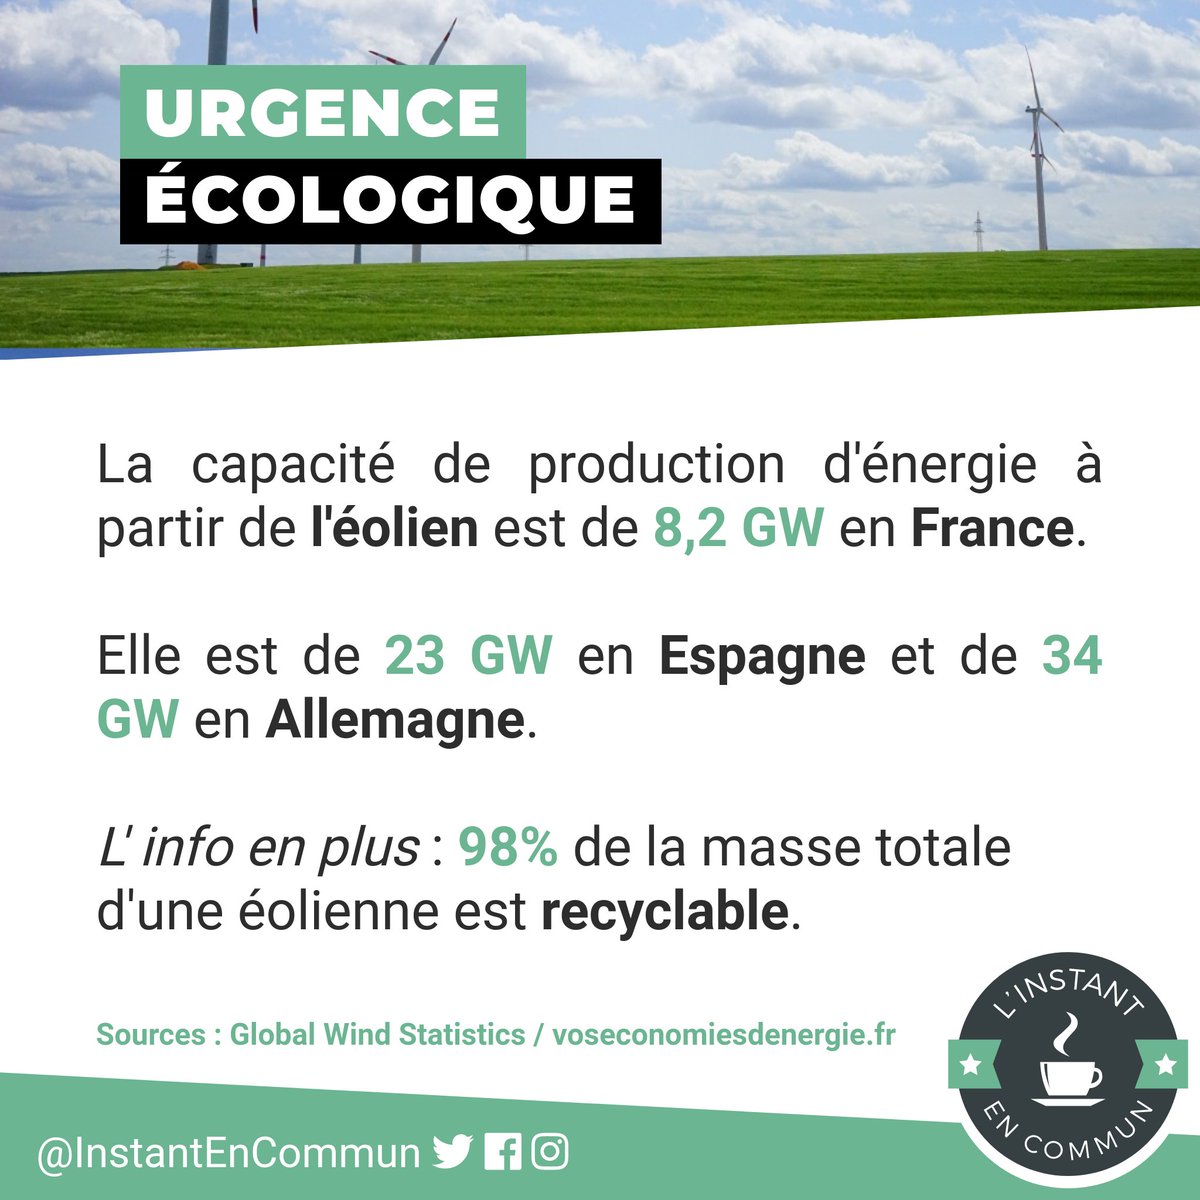 URGENCE
ÉCOLOGIQUE
La capacité de production d'énergie à
partir de l'éolien est de 8,2 GW en France.
Elle est de 23 GW en Espagne et de 34
GW en Allemagne.
L' info en plus : 98% de la masse totale
d'une éolienne est recyclable.
Sources : Global Wind Statistics / voseconomiesdenergie.fr
L'INSTANT
EN COMMUN
@InstantEnCommun